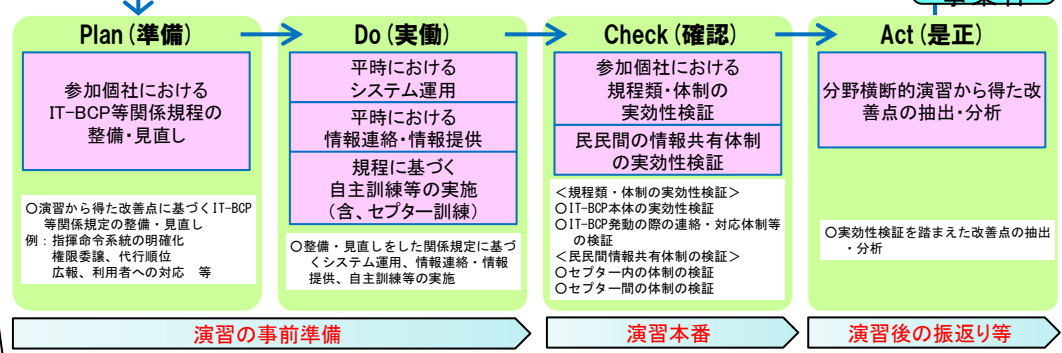 Plan（準備）
参加個社における
IT-BCP等関係規程の
整備・見直し
○演習から得た改善点に基づくIT-BCP
等関係規定の整備・見直し
例：指揮命令系統の明確化
権限委譲、代行順位
広報、利用者への対応　等
Do（実働）
平時における
システム運用
平時における
情報連絡・情報提供
規程に基づく
自主訓練等の実施
（含、セプター訓練）
○整備・見直しをした関係規定に基づ
くシステム運用、情報連絡・情報
提供、自主訓練等の実施
Check（確認）
参加個社における
規程類・体制の
実効性検証
民民間の情報共有体制
の実効性検証
＜規程類・体制の実効性検証＞
○IT-BCP本体の実効性検証
○IT-BCP発動の際の連絡・対応体制等
の検証
＜民民間情報共有体制の検証＞
○セプター内の体制の検証
○セプター間の体制の検証
Act（是正）
分野横断的演習から得た改
善点の抽出・分析
○実効性検証を踏まえた改善点の抽出
・分析
演習の事前準備
演習本番
演習後の振返り等